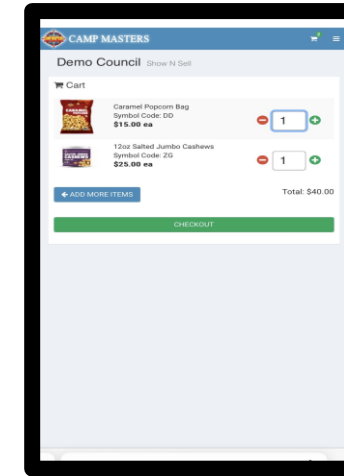 CAMP MASTERS
Demo Council Show N Sell
Cart
Caramel Popcorn Bag
Symbol Code: DD
$15.00 ea
1
12oz Salted Jumbo Cashews
Symbol Code: ZG
$25.00 ea
1
ADD MORE ITEMS
Total: $40.00
CHECKOUT